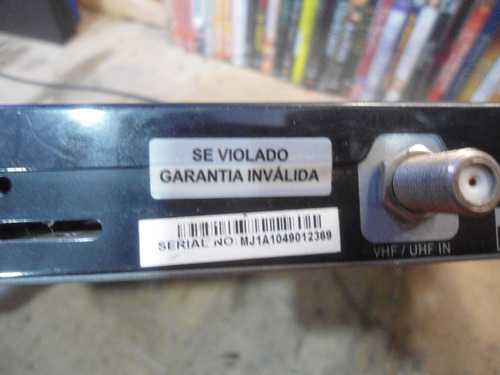 SE VIOLADO
GARANTIA INVÁLIDA
SERIAL NO: MJ1A1049012369
VHF / UHF IN